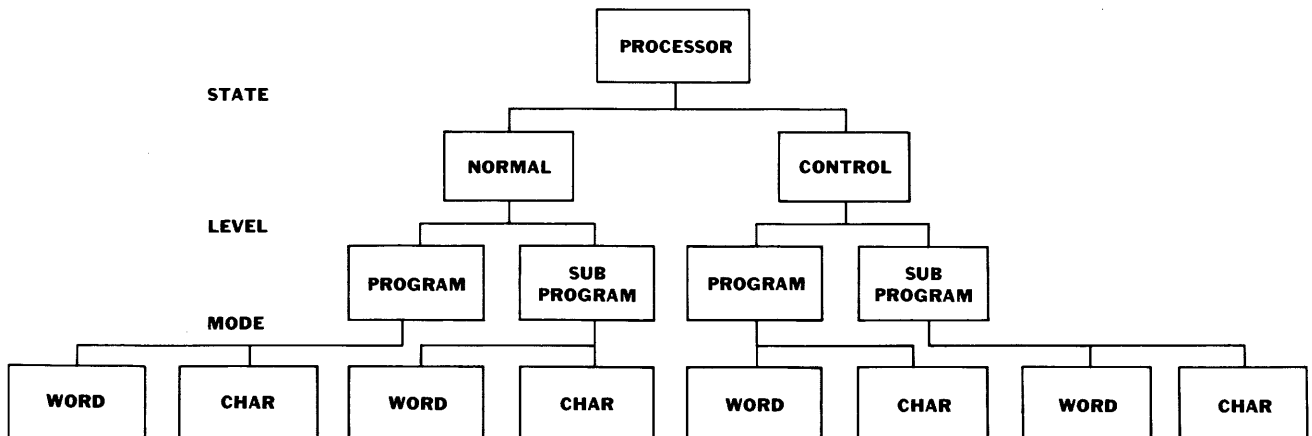 PROCESSOR
STATE
NORMAL
CONTROL
LEVEL
PROGRAM
SUB
PROGRAM
PROGRAM
SUB
PROGRAM
MODE
WORD
CHAR
WORD
CHAR
WORD
CHAR
WORD
CHAR